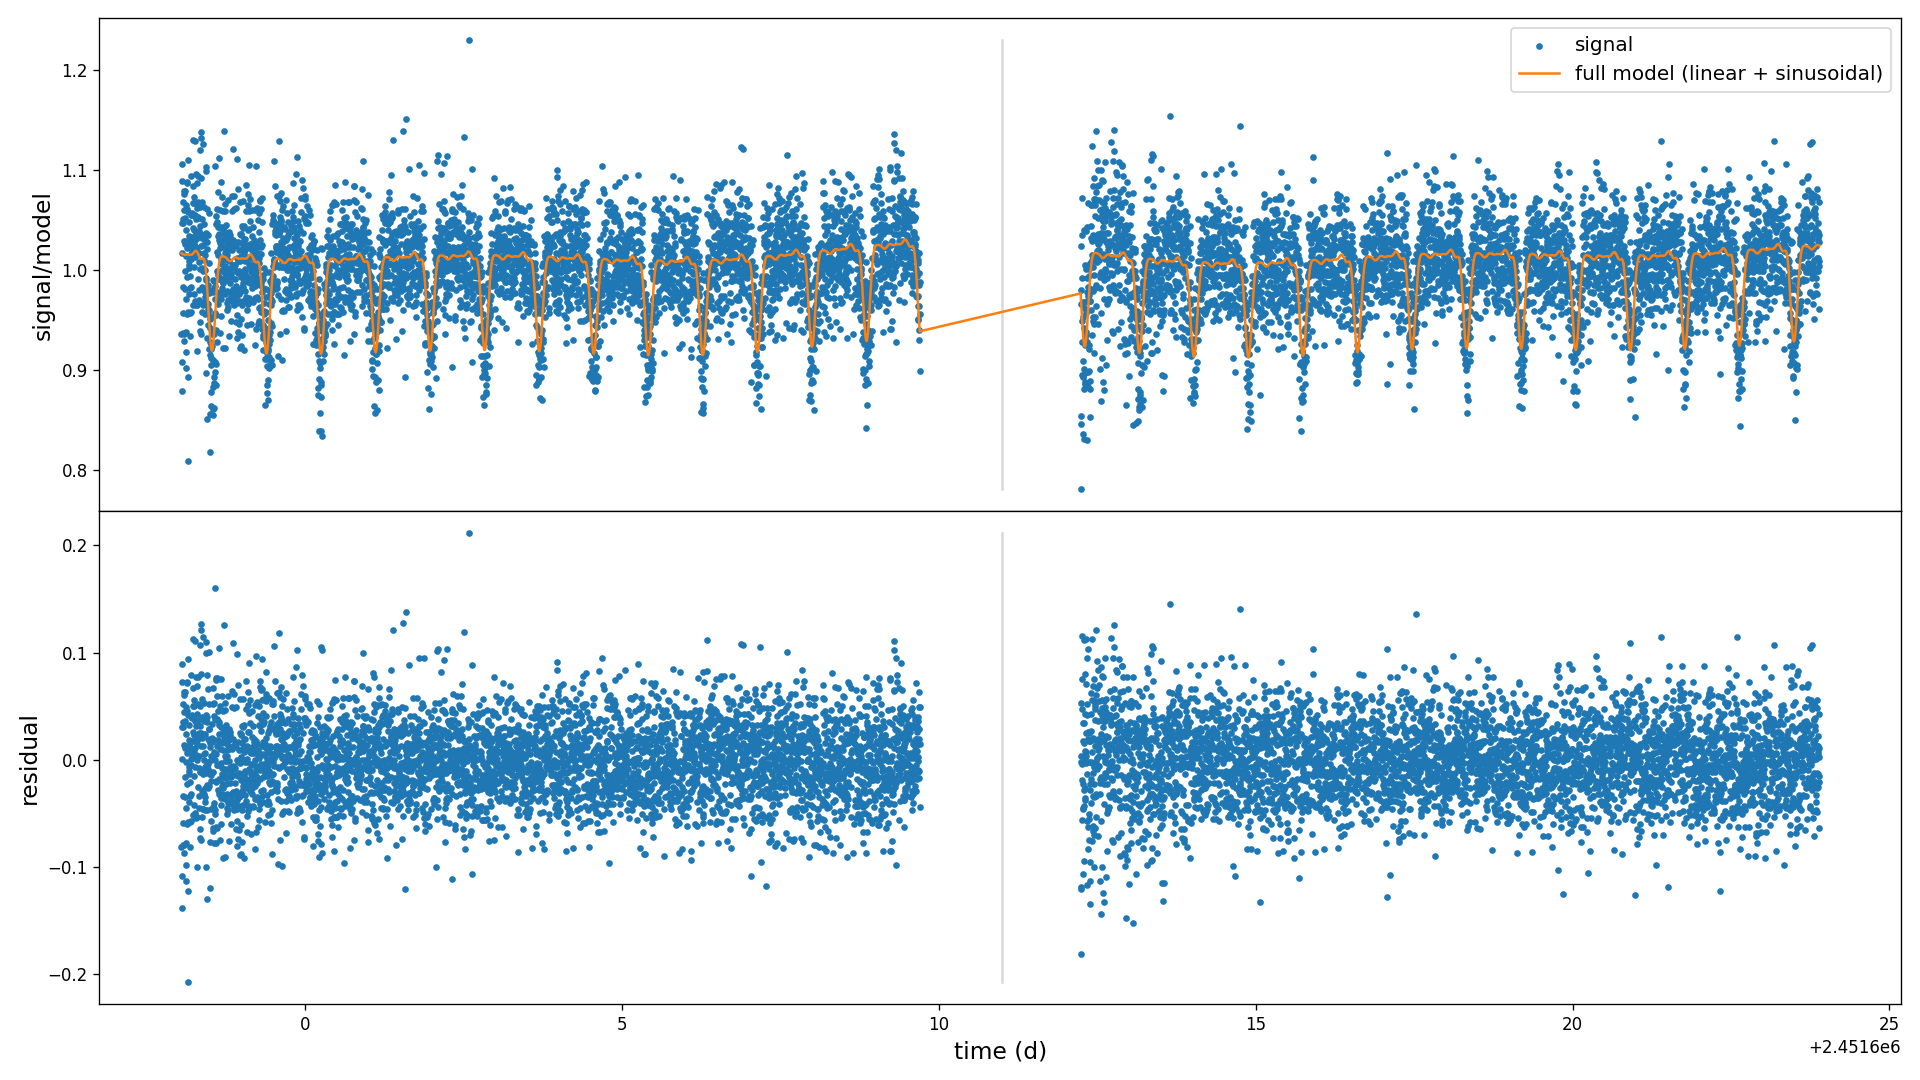 signal
full model (linear + sinusoidal)
signal/model
1.2
1.1
1.0
0.9
0.8
residual
0.2
0.1
0.0
−0.1
−0.2
0
5
10
15
20
25
time (d)
+2.4516e6